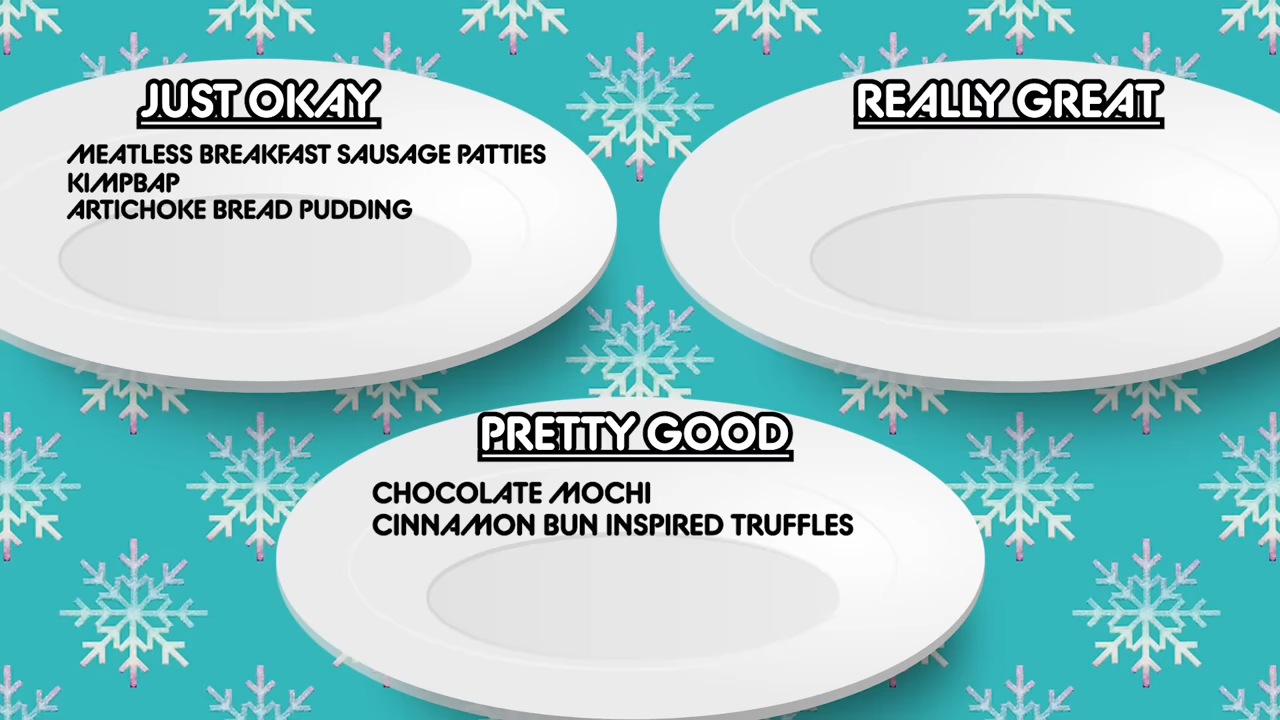 JUST OKAY
MEATLESS BREAKFAST SAUSAGE PATTIES
KIMPBAP
ARTICHOKE BREAD PUDDING
REALLY GREAT
PRETTY GOOD
CHOCOLATE MOCHI
CINNAMON BUN INSPIRED TRUFFLES